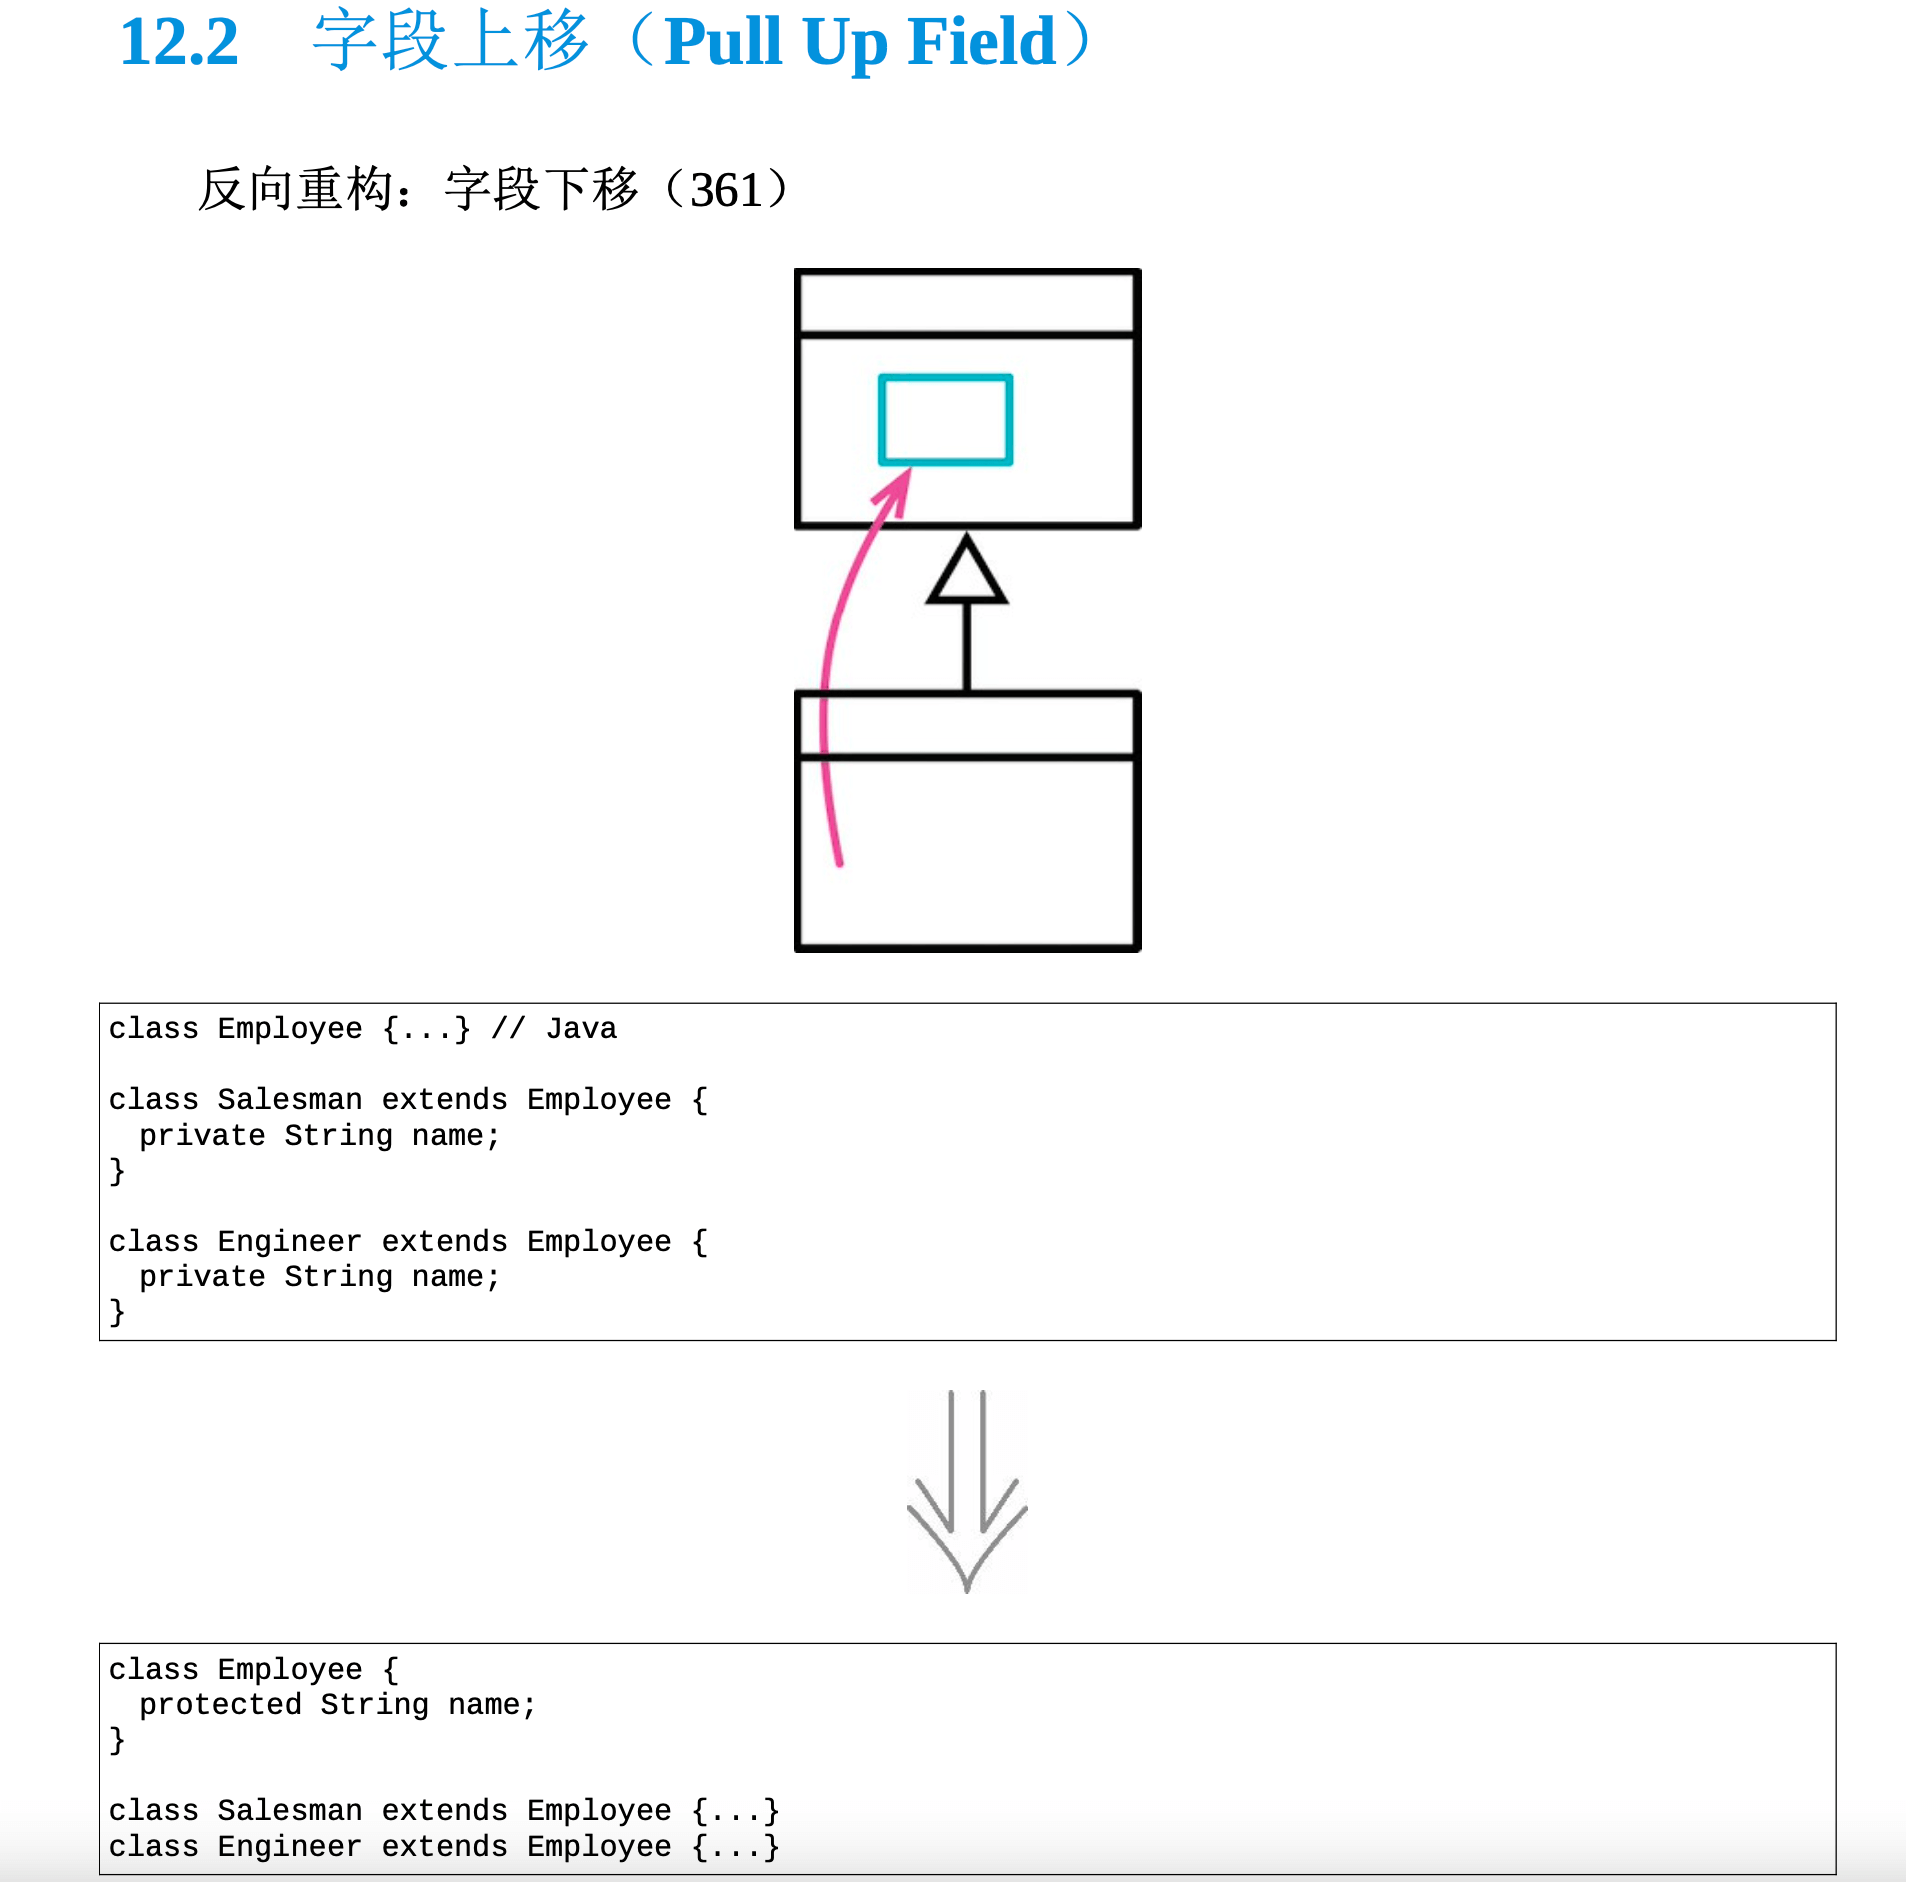 12.2 字段上移（Pull Up Field）
反向重构：字段下移（361）
class Employee {...} // Java
class Salesman extends Employee {
  private String name;
}
class Engineer extends Employee {
  private String name;
}
class Employee {
  protected String name;
}
class Salesman extends Employee {...}
class Engineer extends Employee {...}